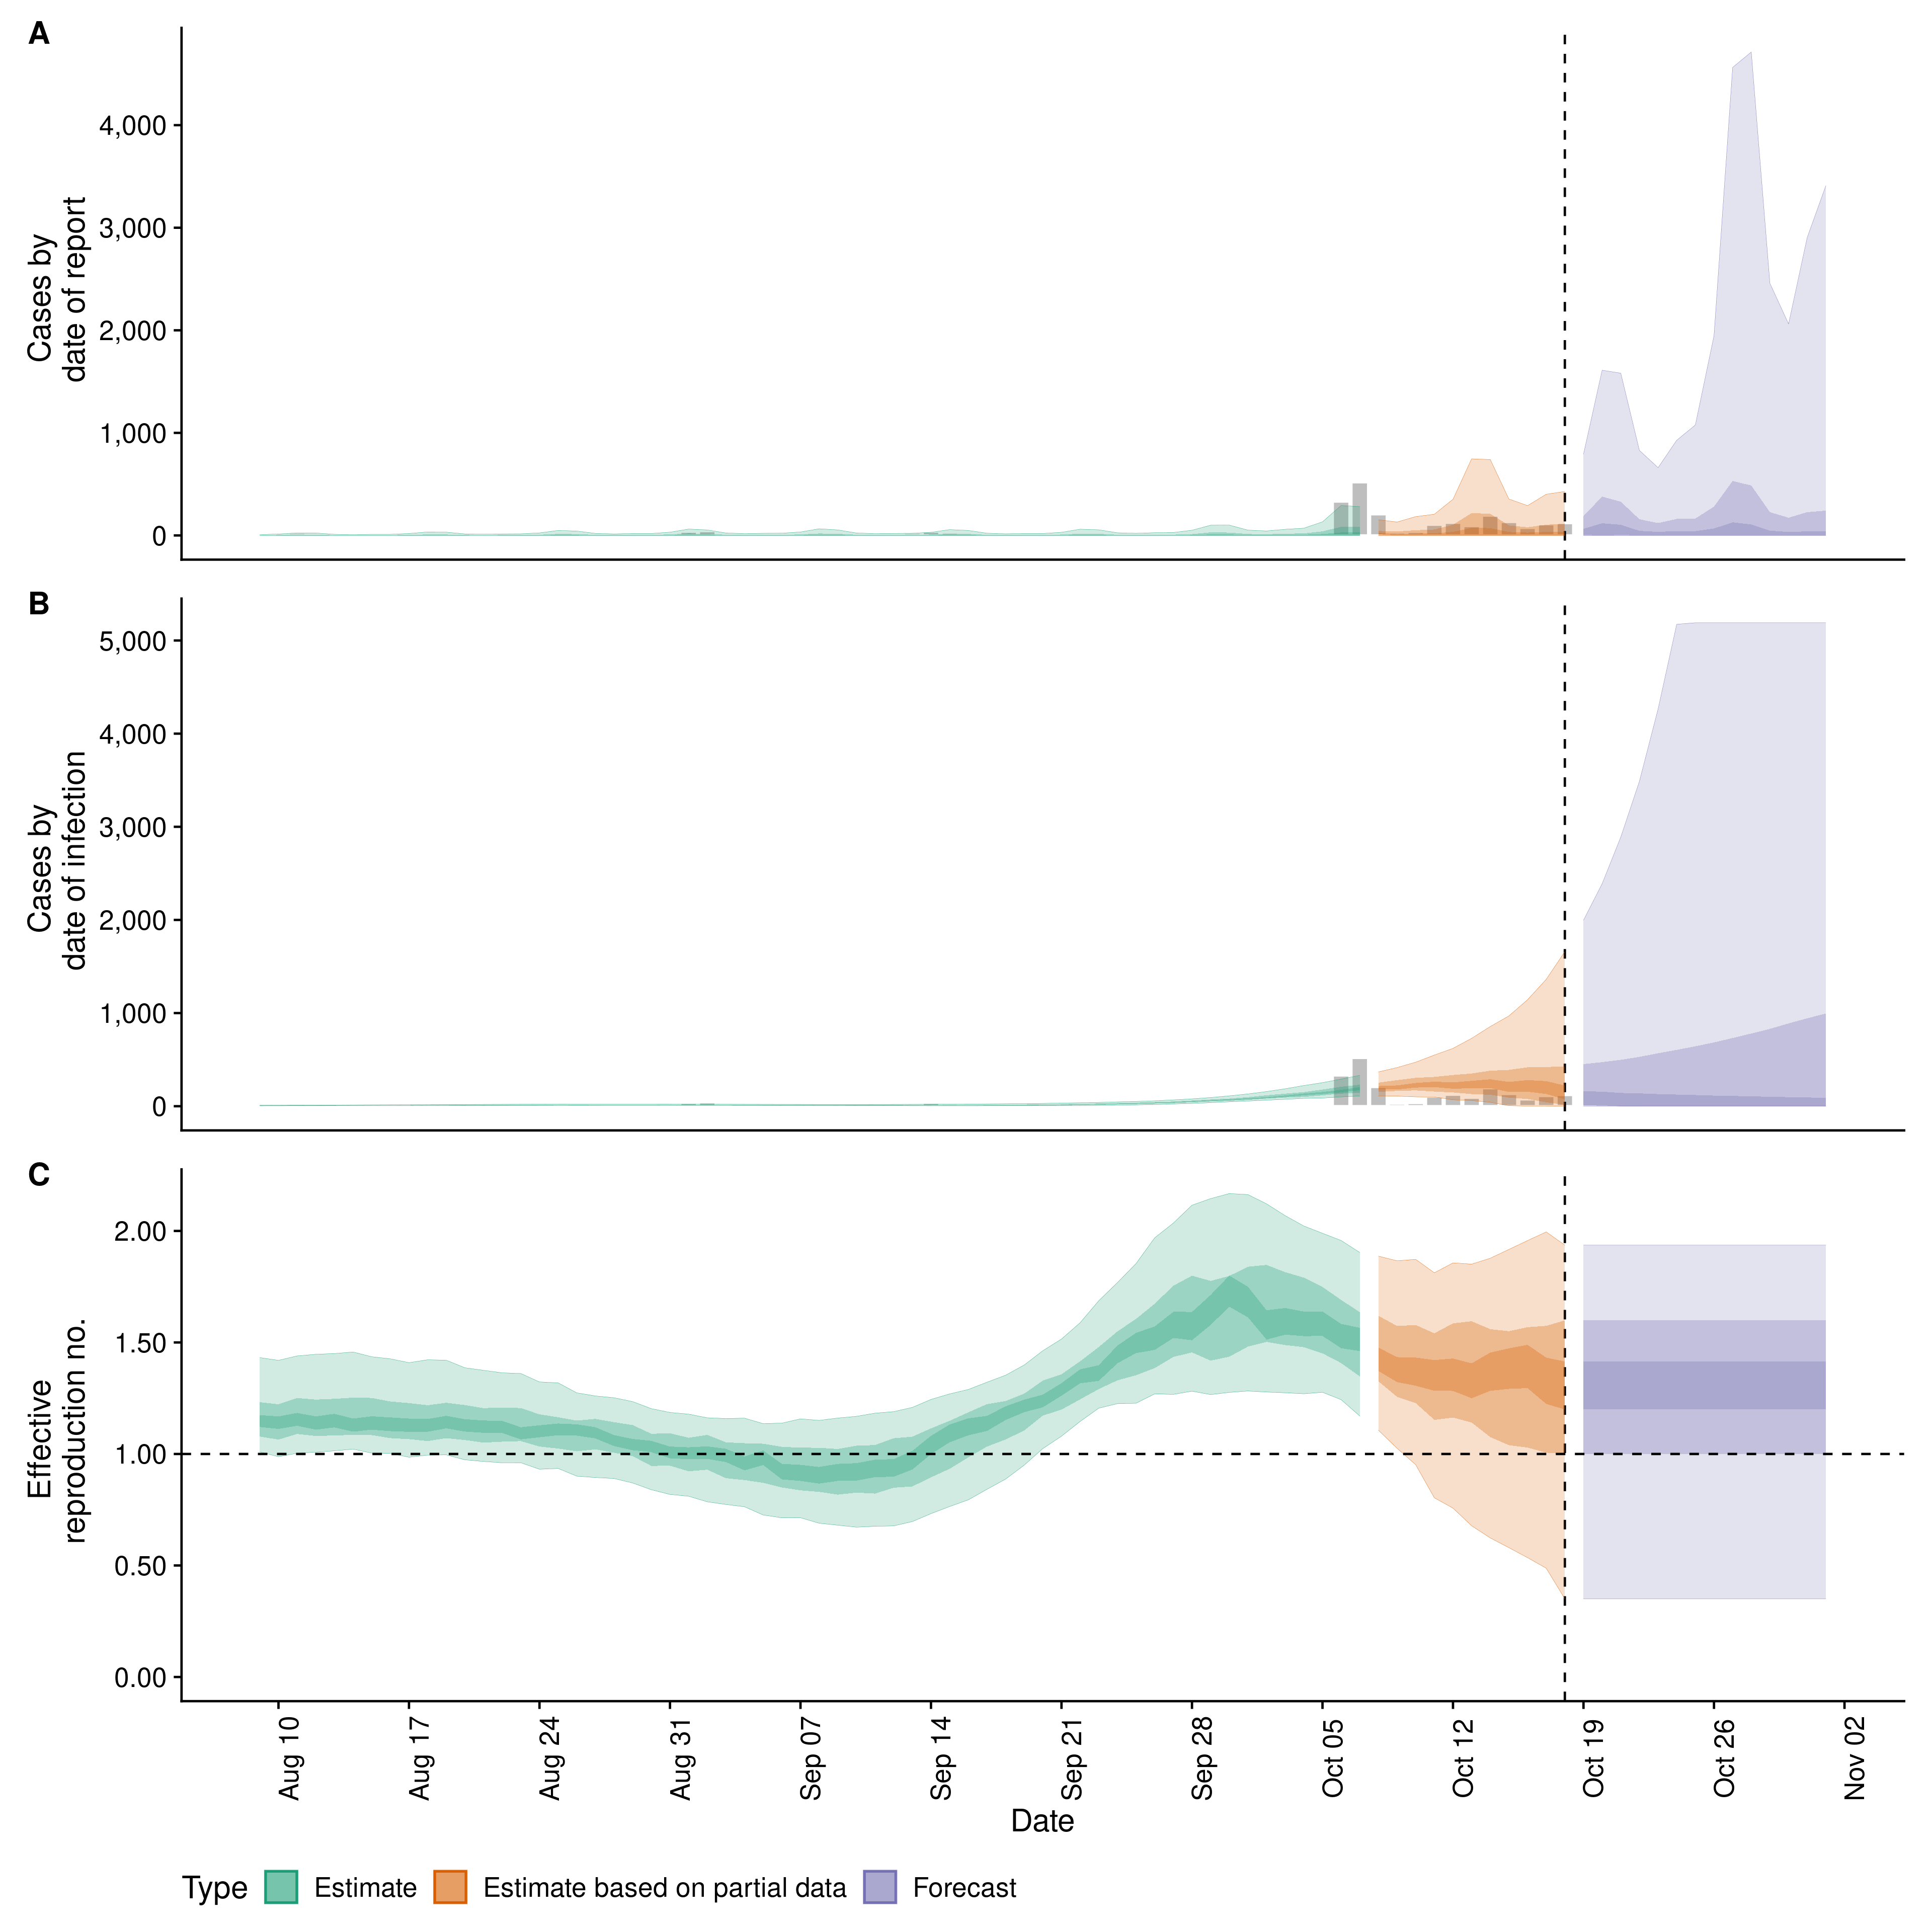 A
Cases by
date of report
4,000
3,000
2,000
1,000
0
B
Cases by
date of infection
5,000
4,000
3,000
2,000
1,000
0
C
Effective
reproduction no.
2.00
1.50
1.00
0.50
0.00
Aug 10
Aug 17
Aug 24
Aug 31
Sep 07
Sep 14
Sep 21
Sep 28
Oct 05
Oct 12
Oct 19
Oct 26
Nov 02
Date
Type Estimate Estimate based on partial data Forecast